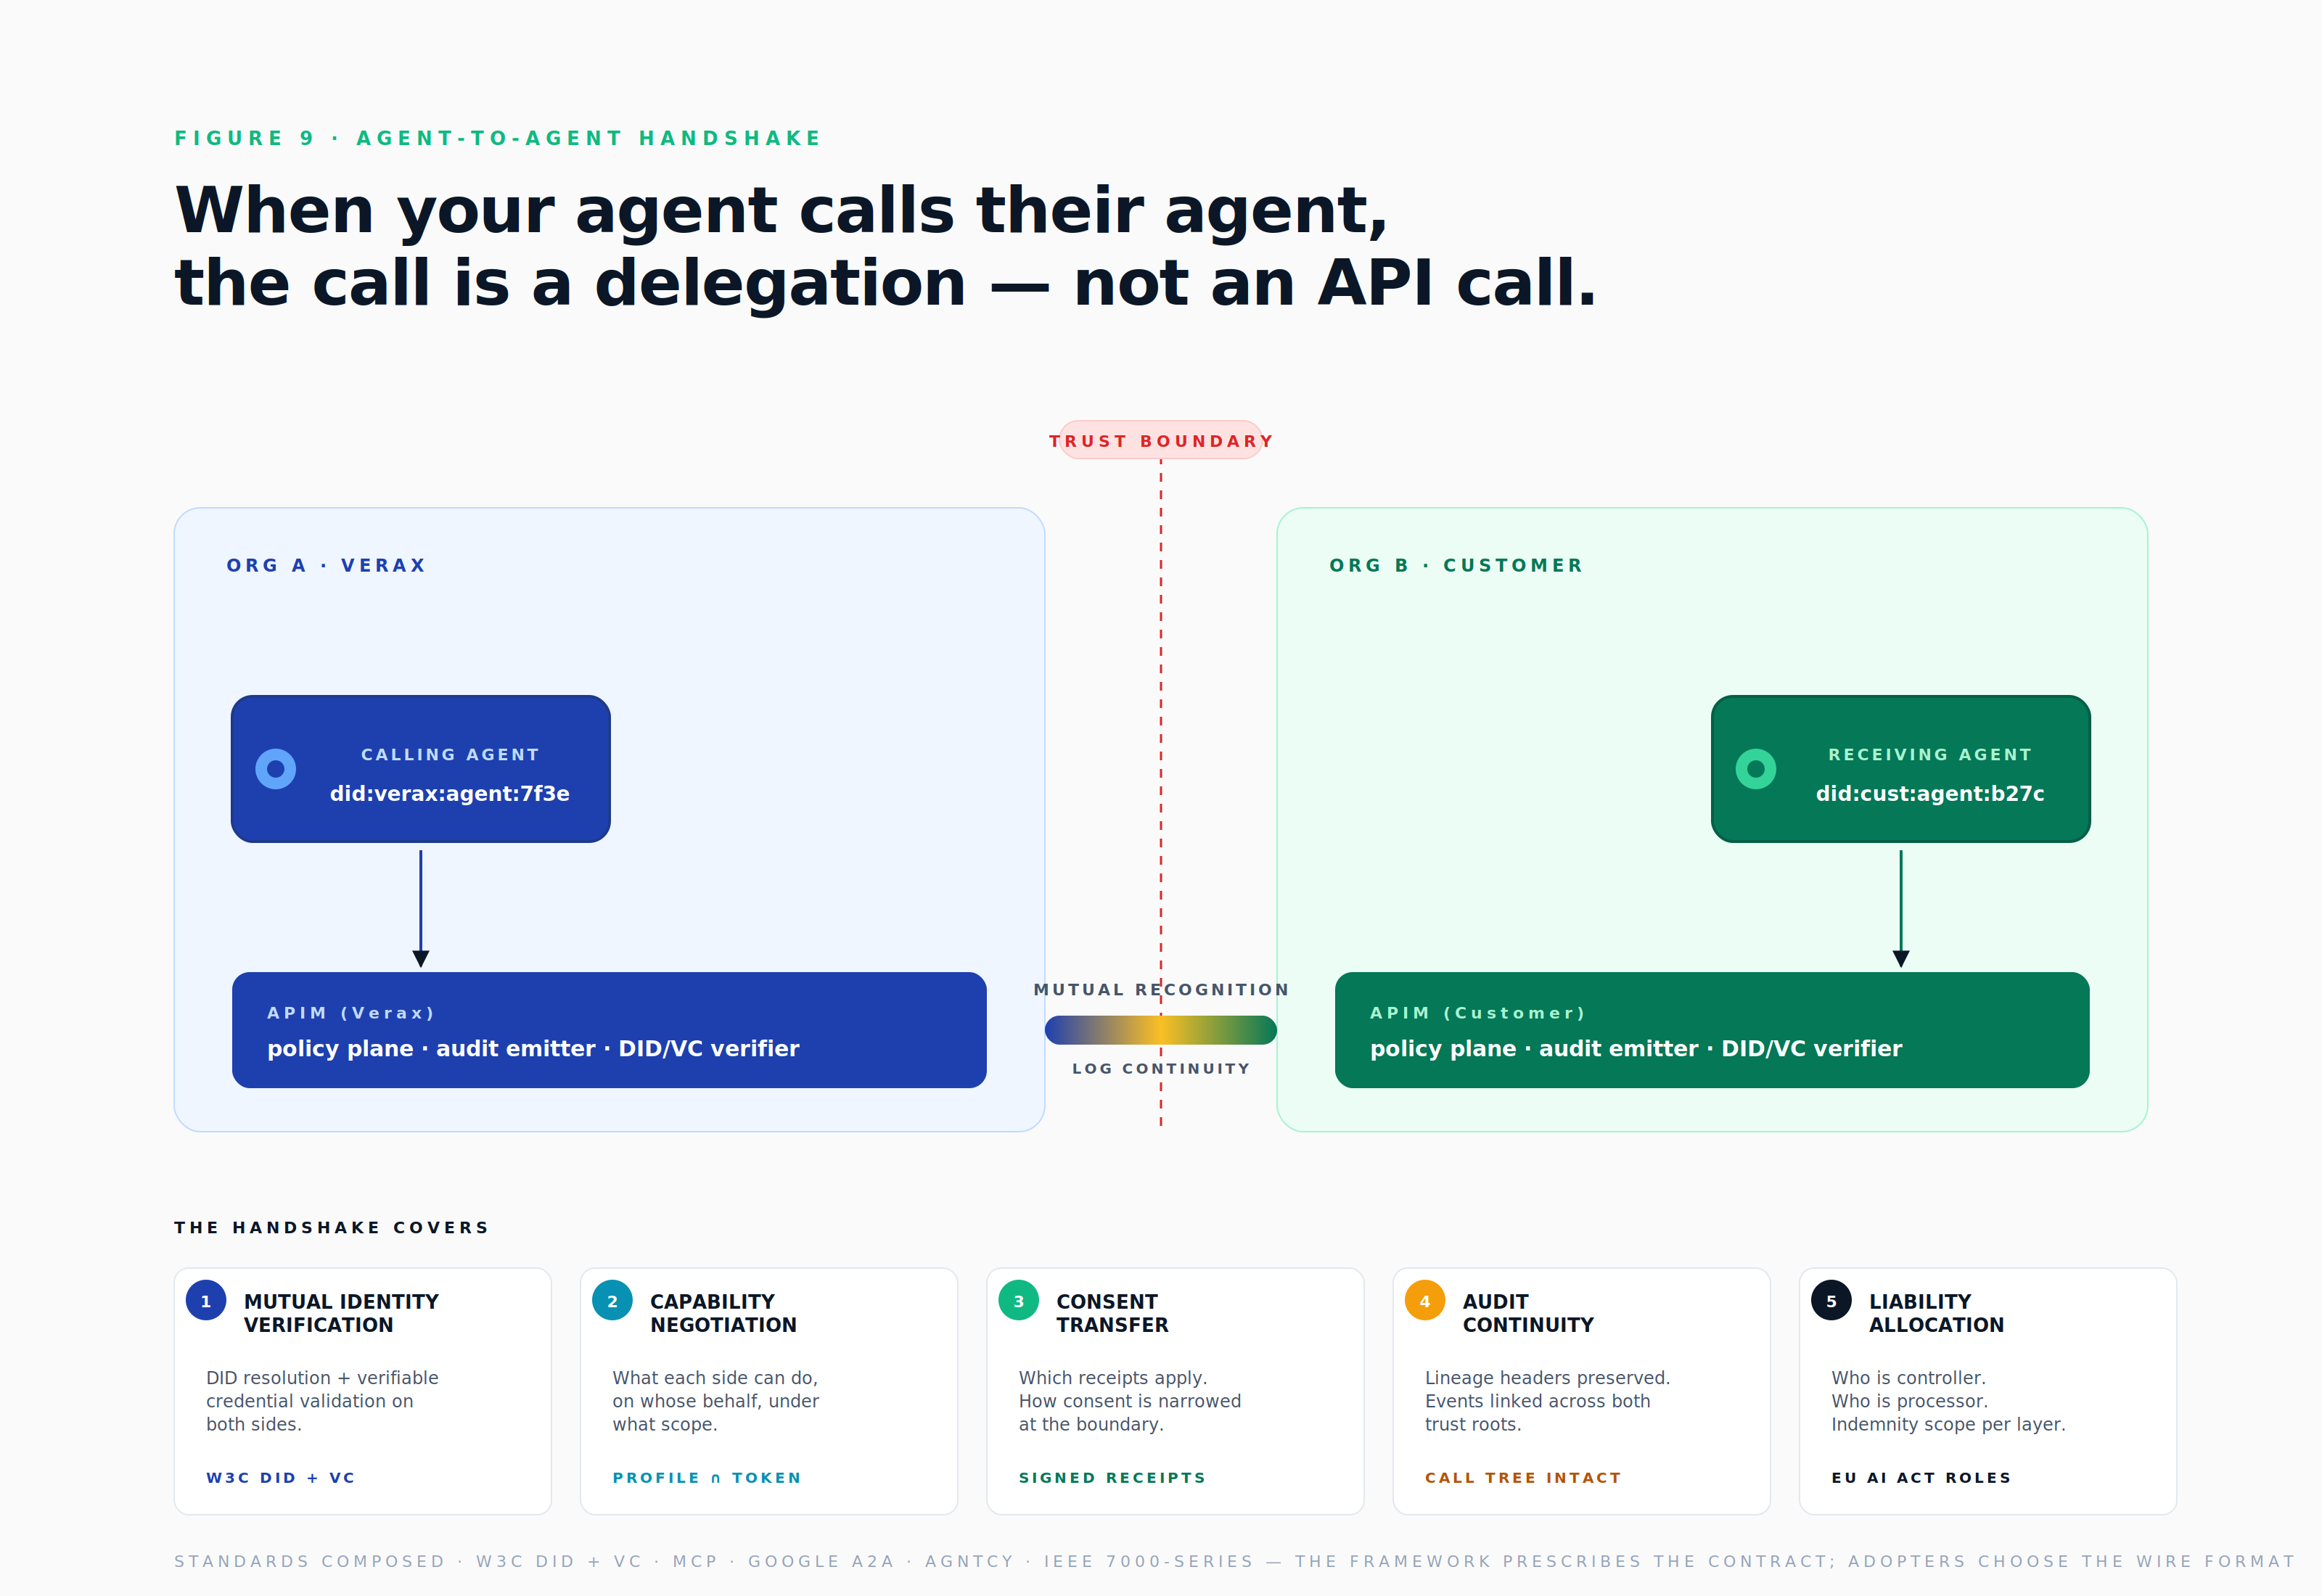 FIGURE 9 · AGENT-TO-AGENT HANDSHAKE
When your agent calls their agent,
the call is a delegation — not an API call.
TRUST BOUNDARY
ORG A · VERAX
CALLING AGENT
did:verax:agent:7f3e
APIM (Verax)
policy plane · audit emitter · DID/VC verifier
MUTUAL RECOGNITION
LOG CONTINUITY
ORG B · CUSTOMER
RECEIVING AGENT
did:cust:agent:b27c
APIM (Customer)
policy plane · audit emitter · DID/VC verifier
THE HANDSHAKE COVERS
1
MUTUAL IDENTITY
VERIFICATION
DID resolution + verifiable
credential validation on
both sides.
W3C DID + VC
2
CAPABILITY
NEGOTIATION
What each side can do,
on whose behalf, under
what scope.
PROFILE ∩ TOKEN
3
CONSENT
TRANSFER
Which receipts apply.
How consent is narrowed
at the boundary.
SIGNED RECEIPTS
4
AUDIT
CONTINUITY
Lineage headers preserved.
Events linked across both
trust roots.
CALL TREE INTACT
5
LIABILITY
ALLOCATION
Who is controller.
Who is processor.
Indemnity scope per layer.
EU AI ACT ROLES
STANDARDS COMPOSED · W3C DID + VC · MCP · GOOGLE A2A · AGNTCY · IEEE 7000-SERIES — THE FRAMEWORK PRESCRIBES THE CONTRACT; ADOPTERS CHOOSE THE WIRE FORMAT